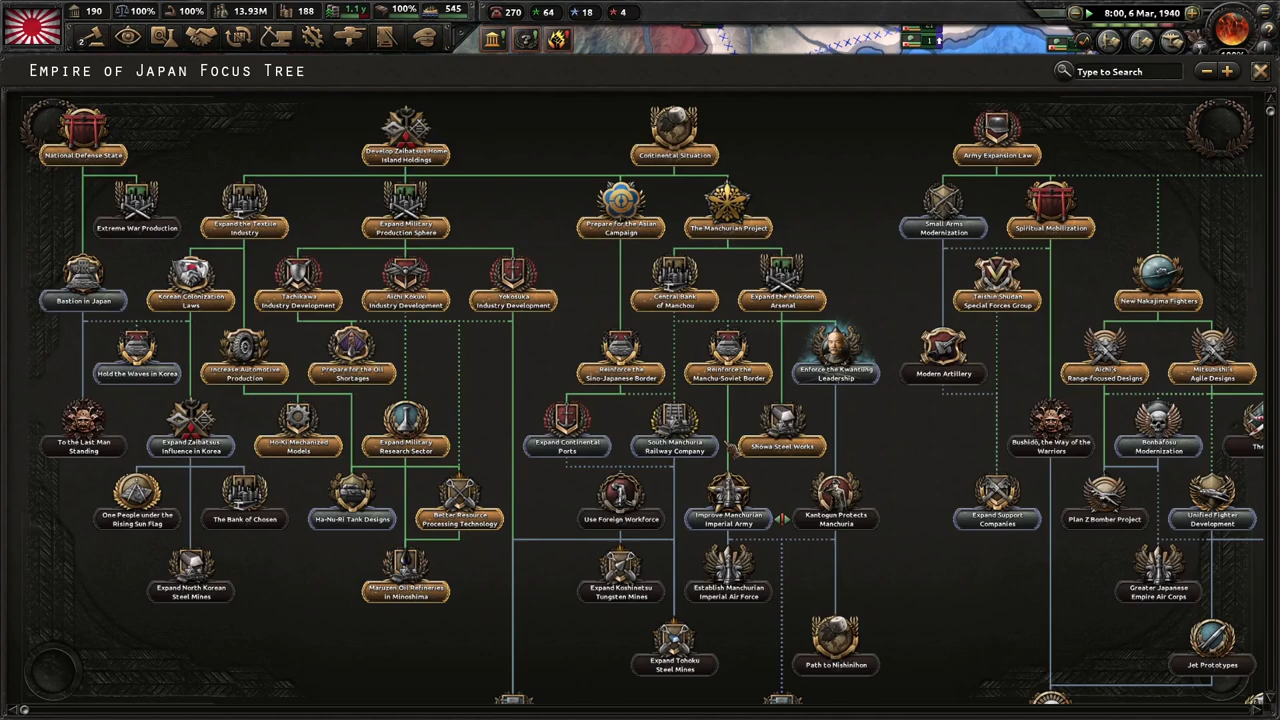 190 100% 100% 13.93M 188 1.1y 100% 545 270 64 18 4 8:00, 6 Mar, 1940
2
1
100%
Empire of Japan Focus Tree
Type to Search
National Defense State
Develop Zaibatsus Home
Island Holdings
Continental Situation
Army Expansion Law
Extreme War Production
Expand the Textile
Industry
Expand Military
Production Sphere
Prepare for the Asian
Campaign
The Manchurian Project
Small Arms
Modernization
Spiritual Mobilization
Bastion in Japan
Korean Colonization
Laws
Tachikawa
Industry Development
Aichi Kokuki
Industry Development
Yokosuka
Industry Development
Central Bank
of Manchou
Expand the Mukden
Arsenal
Teishin Shudan
Special Forces Group
New Nakajima Fighters
Hold the Waves in Korea
Increase Automotive
Production
Prepare for the Oil
Shortages
Reinforce the
Sino-Japanese Border
Reinforce the
Manchu-Soviet Border
Enforce the Kwantung
Leadership
Modern Artillery
Aichi's
Range-focused Designs
Mitsubishi's
Agile Designs
To the Last Man
Standing
Expand Zaibatsus
Influence in Korea
Ho-Ki Machanized
Models
Expand Military
Research Sector
Expand Continental
Ports
South Manchuria
Railway Company
Showa Steel Works
Bushidō, the Way of the
Warriors
Bonbafosu
Modernization
The
One People under the
Rising Sun Flag
The Bank of Chosen
Ha-Nu-Ri Tank Designs
Better Resource
Processing Technology
Use Foreign Workforce
Improve Manchurian
Imperial Army
Kantogun Protects
Manchuria
Expand Support
Companies
Plan Z Bomber Project
Unified Fighter
Development
Expand North Korean
Steel Mines
Maruzen Oil Refineries
in Minoshima
Expand Koshinetsu
Tungsten Mines
Establish Manchurian
Imperial Air Force
Greater Japanese
Empire Air Corps
Expand Tohoku
Steel Mines
Path to Nishinihon
Jet Prototypes